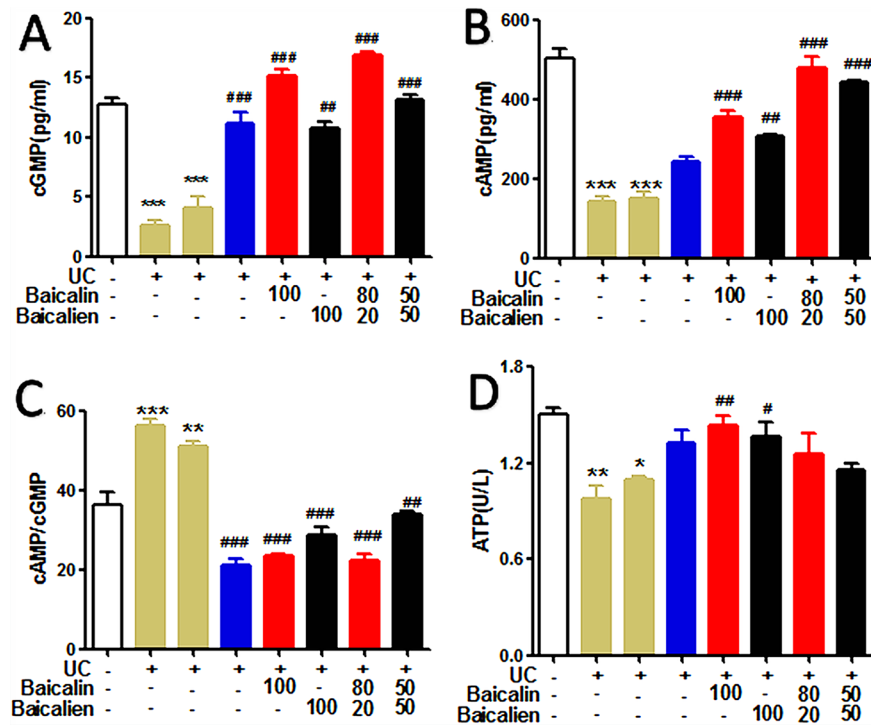 A
cGMP(pg/ml)
20
15
10
5
0
*** *** ### ### ## ### ###
UC - + + + + + + +
Baicalin - - - - 100 - 80 50
Baicalien - - - - - 100 20 50
B
cAMP(pg/ml)
600
400
200
0
*** *** ### ## ### ###
UC - + + + + + + +
Baicalin - - - - 100 - 80 50
Baicalien - - - - - 100 20 50
C
cAMP/cGMP
60
40
20
0
*** ** ### ### ### ### ##
UC - + + + + + + +
Baicalin - - - - 100 - 80 50
Baicalien - - - - - 100 20 50
D
ATP(U/L)
1.8
1.2
0.6
0.0
** * ## #
UC - + + + + + + +
Baicalin - - - - 100 - 80 50
Baicalien - - - - - 100 20 50